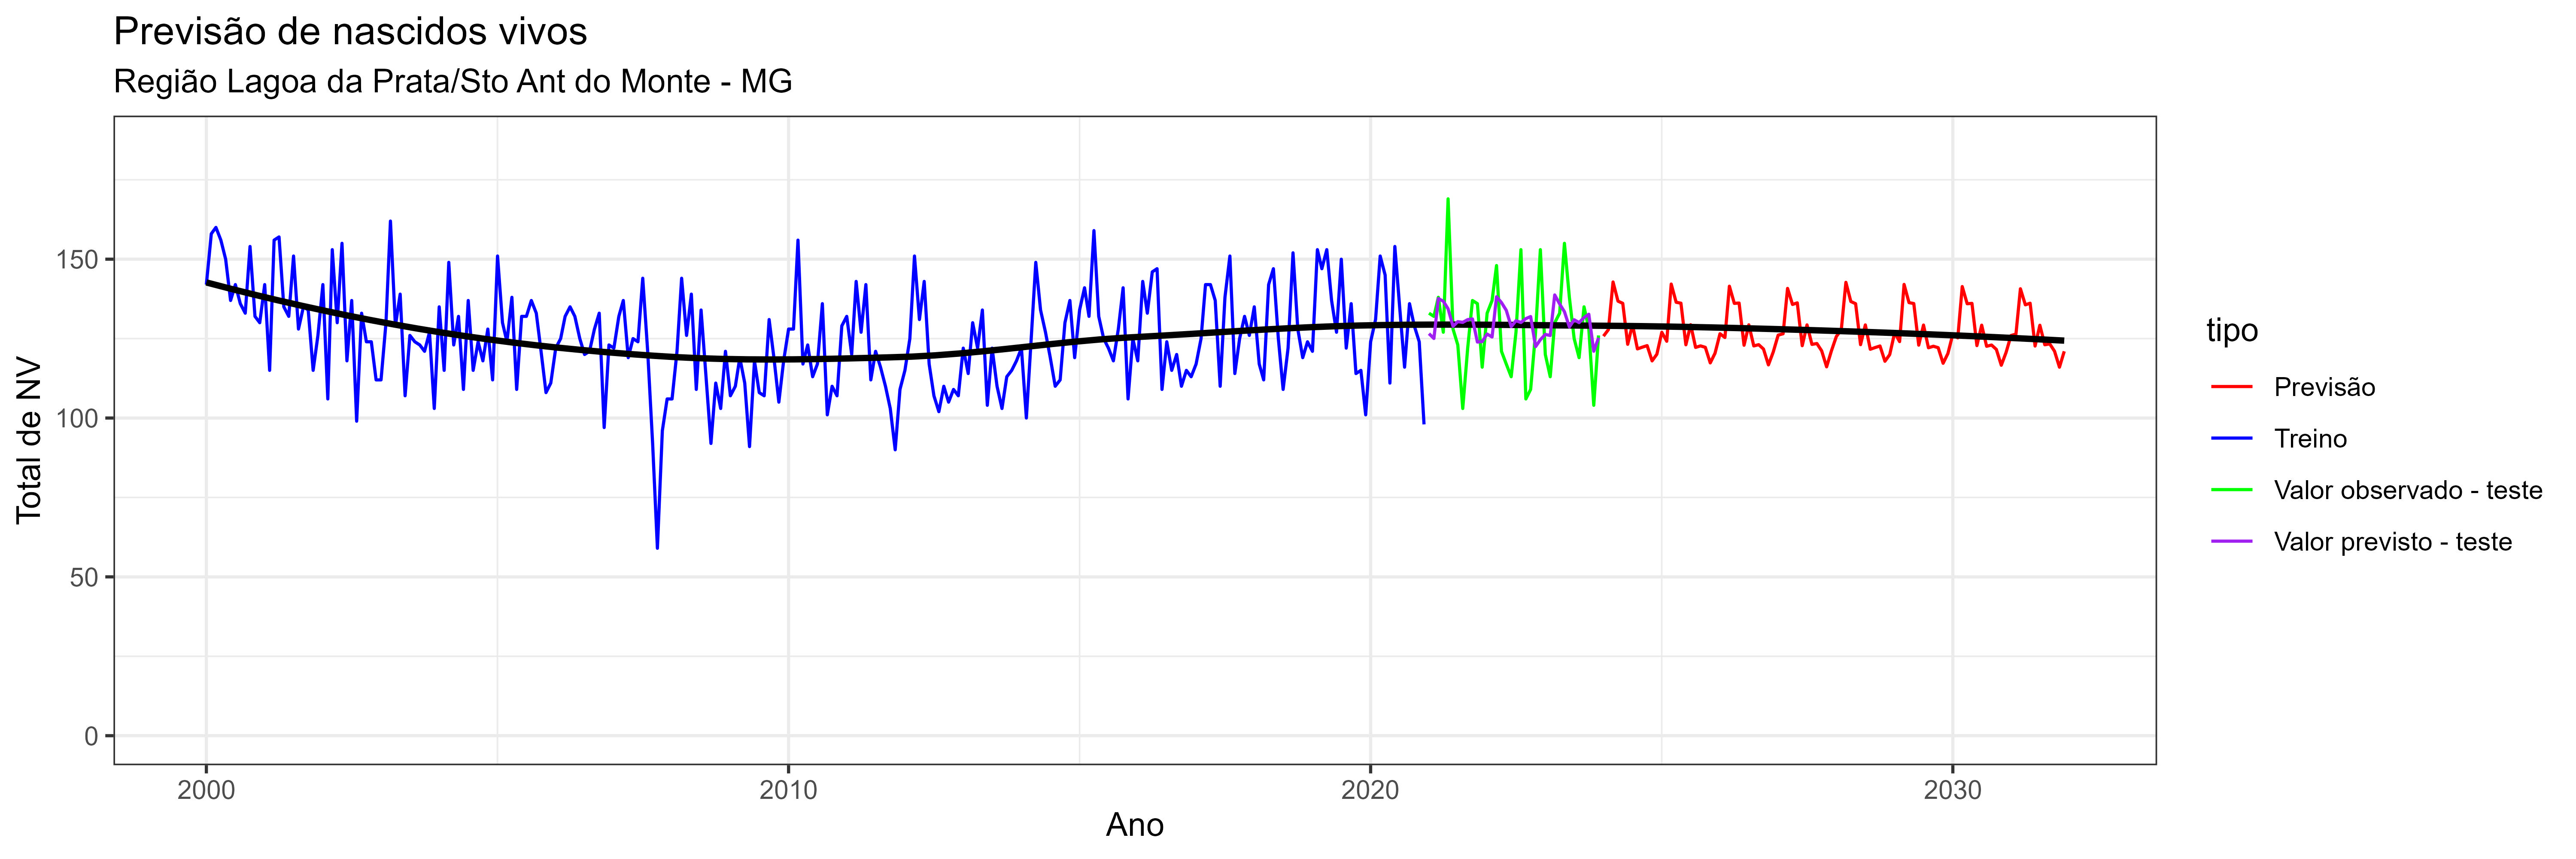 Previsão de nascidos vivos
Região Lagoa da Prata/Sto Ant do Monte - MG
Total de NV
150
100
50
0
2000
2010
2020
2030
Ano
tipo
Previsão
Treino
Valor observado - teste
Valor previsto - teste